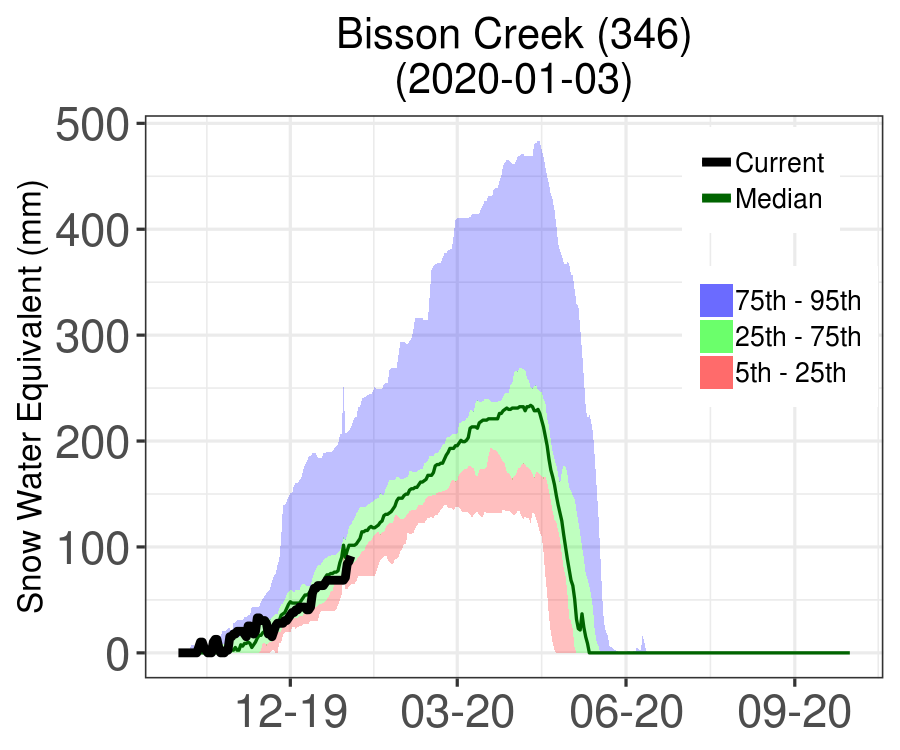 Bisson Creek (346)
(2020-01-03)
Snow Water Equivalent (mm)
500
400
300
200
100
0
Current
Median
75th - 95th
25th - 75th
5th - 25th
12-19
03-20
06-20
09-20